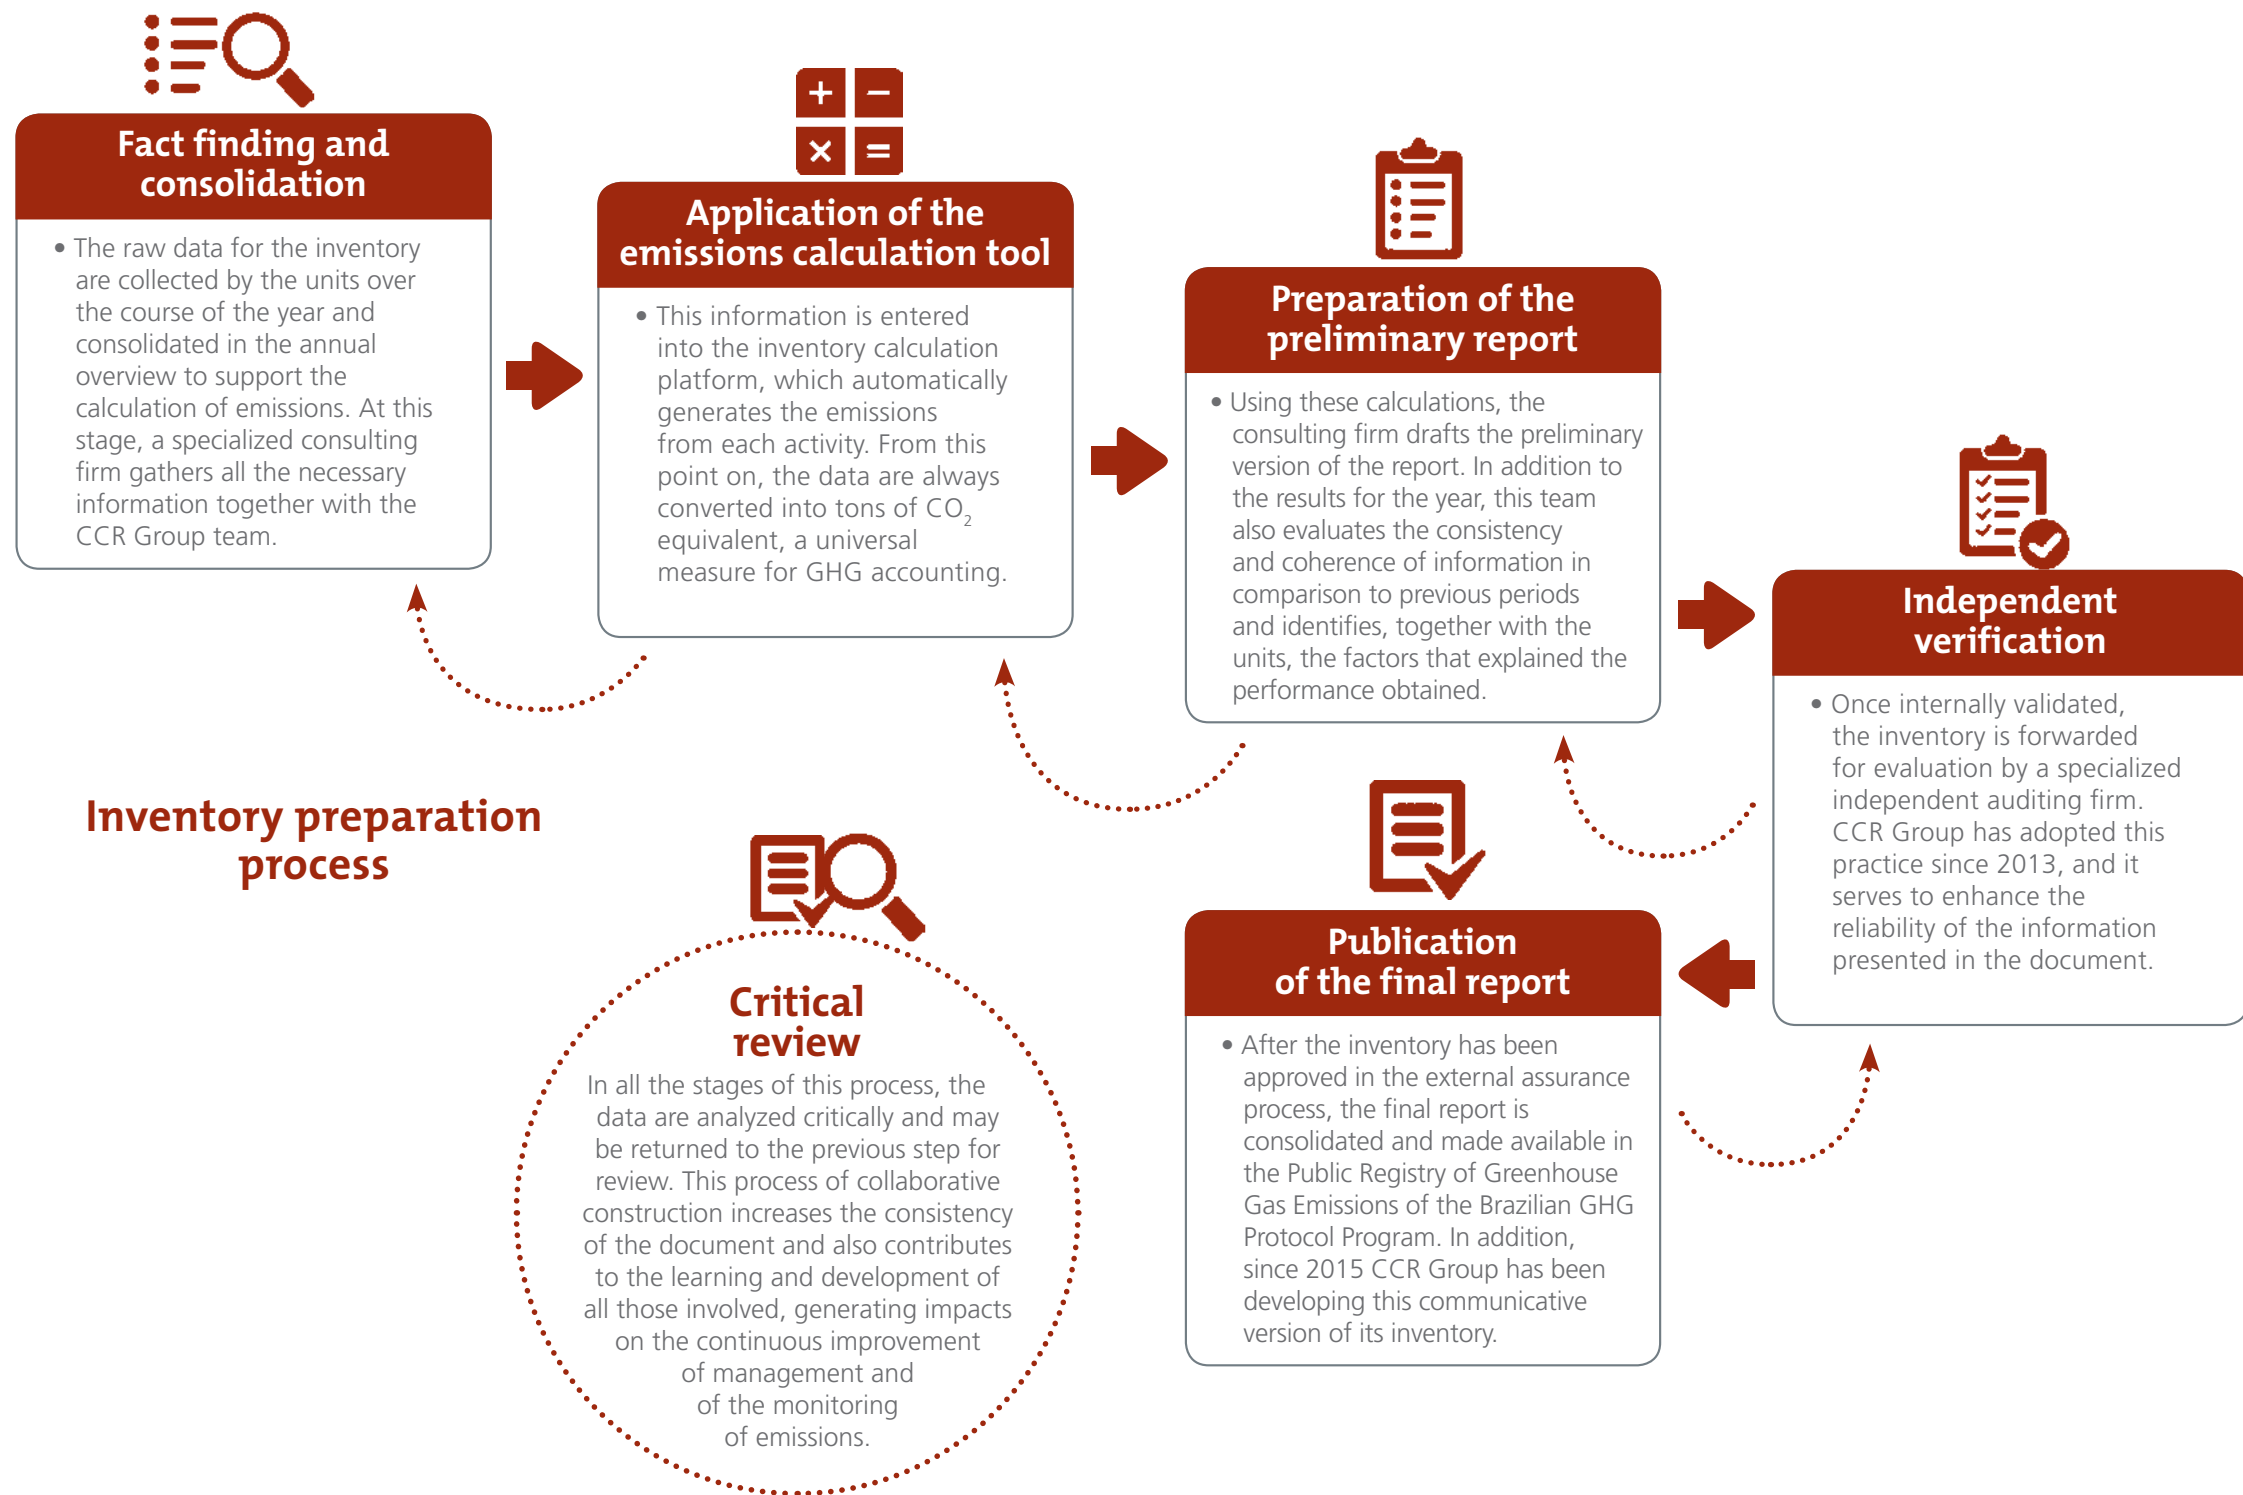 Fact finding and
consolidation
• The raw data for the inventory
are collected by the units over
the course of the year and
consolidated in the annual
overview to support the
calculation of emissions. At this
stage, a specialized consulting
firm gathers all the necessary
information together with the
CCR Group team.
+ −
× =
Application of the
emissions calculation tool
• This information is entered
into the inventory calculation
platform, which automatically
generates the emissions
from each activity. From this
point on, the data are always
converted into tons of CO₂
equivalent, a universal
measure for GHG accounting.
Preparation of the
preliminary report
• Using these calculations, the
consulting firm drafts the preliminary
version of the report. In addition to
the results for the year, this team
also evaluates the consistency
and coherence of information in
comparison to previous periods
and identifies, together with the
units, the factors that explained the
performance obtained.
Independent
verification
• Once internally validated,
the inventory is forwarded
for evaluation by a specialized
independent auditing firm.
CCR Group has adopted this
practice since 2013, and it
serves to enhance the
reliability of the information
presented in the document.
Publication
of the final report
• After the inventory has been
approved in the external assurance
process, the final report is
consolidated and made available in
the Public Registry of Greenhouse
Gas Emissions of the Brazilian GHG
Protocol Program. In addition,
since 2015 CCR Group has been
developing this communicative
version of its inventory.
Inventory preparation
process
Critical
review
In all the stages of this process, the
data are analyzed critically and may
be returned to the previous step for
review. This process of collaborative
construction increases the consistency
of the document and also contributes
to the learning and development of
all those involved, generating impacts
on the continuous improvement
of management and
of the monitoring
of emissions.